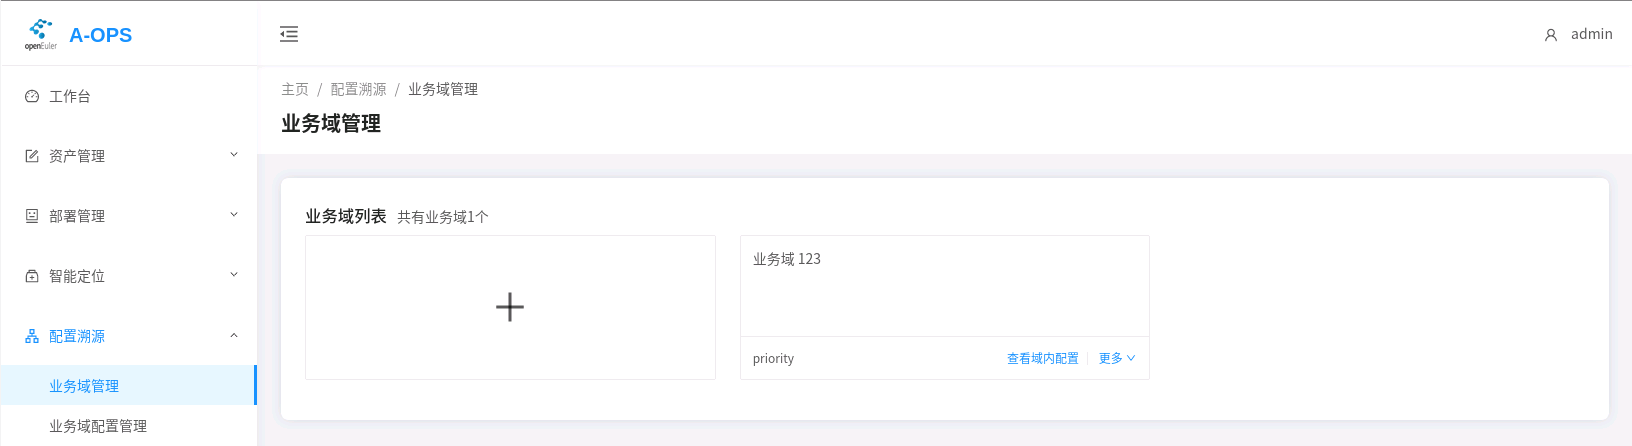 openEuler
A-OPS
admin
工作台
资产管理
部署管理
智能定位
配置溯源
业务域管理
业务域配置管理
主页 / 配置溯源 / 业务域管理
业务域管理
业务域列表 共有业务域1个
业务域 123
priority 查看域内配置 更多